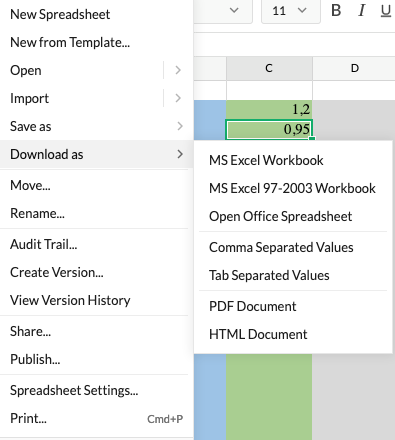 New Spreadsheet
New from Template...
Open
Import
Save as
Download as
Move...
Rename...
Audit Trail...
Create Version...
View Version History
Share...
Publish...
Spreadsheet Settings...
Print... Cmd+P
11 B I U
C D
1,2
0,95
MS Excel Workbook
MS Excel 97-2003 Workbook
Open Office Spreadsheet
Comma Separated Values
Tab Separated Values
PDF Document
HTML Document